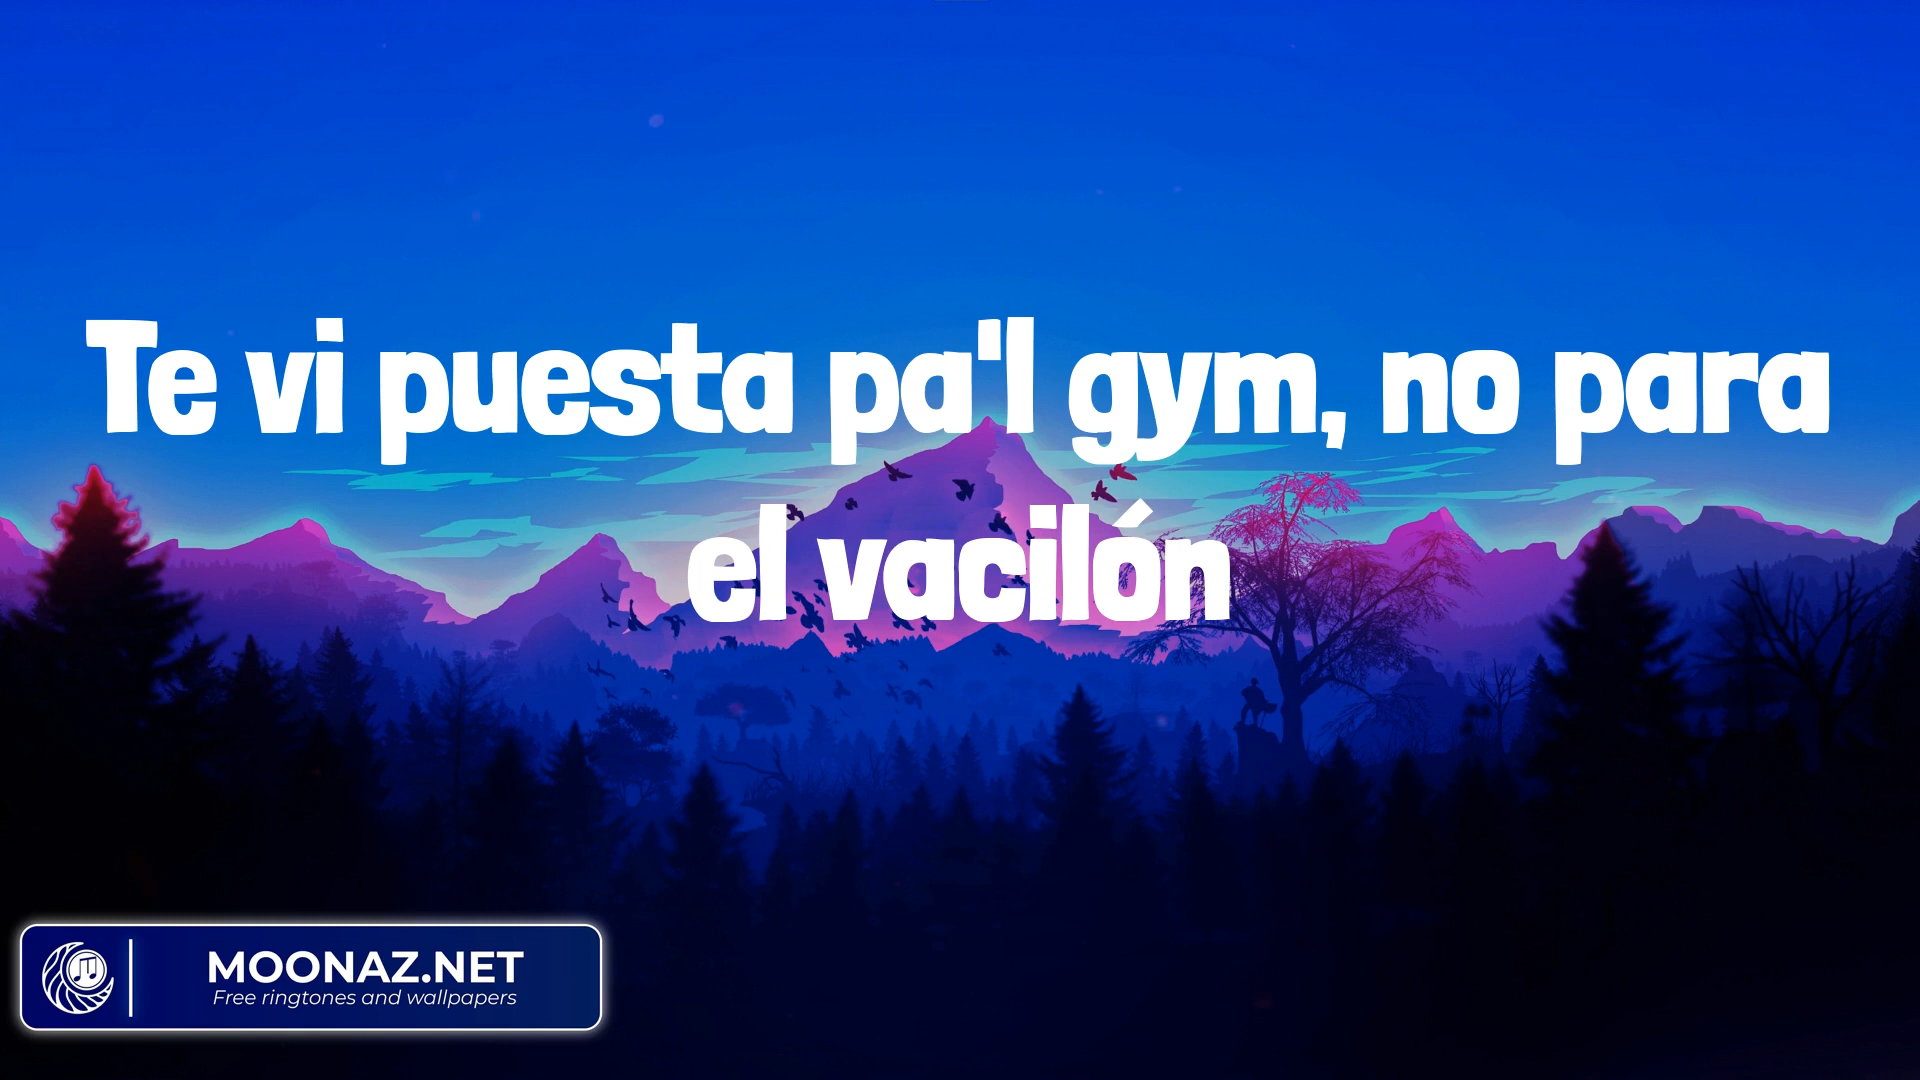 Te vi puesta pa'l gym, no para
el vacilón
MOONAZ.NET
Free ringtones and wallpapers